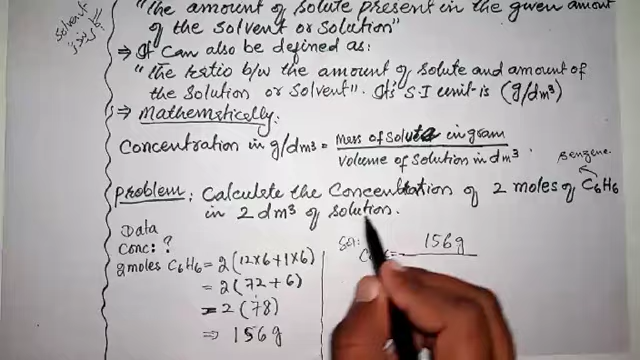 "The amount of solute present in the given amount
of the solvent or solution"
⇒ It can also be defined as:
"The ratio b/w the amount of solute and amount of
the solution or solvent". It's S.I unit is (g/dm³)
⇒ Mathematically:
Concentration in g/dm³ = Mass of solute in gram
Volume of solution in dm³.
Benzene
Problem: Calculate the Concentration of 2 moles of C6H6
in 2 dm³ of solution.
Data
Conc: ?
2 moles C6H6 = 2(12×6+1×6)
= 2(72+6)
= 2(78)
⇒ 156g
Sol:
156g
solvent